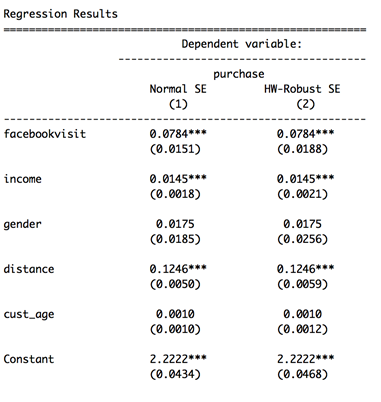 Regression Results
==================================================
Dependent variable:
----------------------------------
purchase
Normal SE HW-Robust SE
(1) (2)
--------------------------------------------------
facebookvisit 0.0784*** 0.0784***
(0.0151) (0.0188)
income 0.0145*** 0.0145***
(0.0018) (0.0021)
gender 0.0175 0.0175
(0.0185) (0.0256)
distance 0.1246*** 0.1246***
(0.0050) (0.0059)
cust_age 0.0010 0.0010
(0.0010) (0.0012)
Constant 2.2222*** 2.2222***
(0.0434) (0.0468)